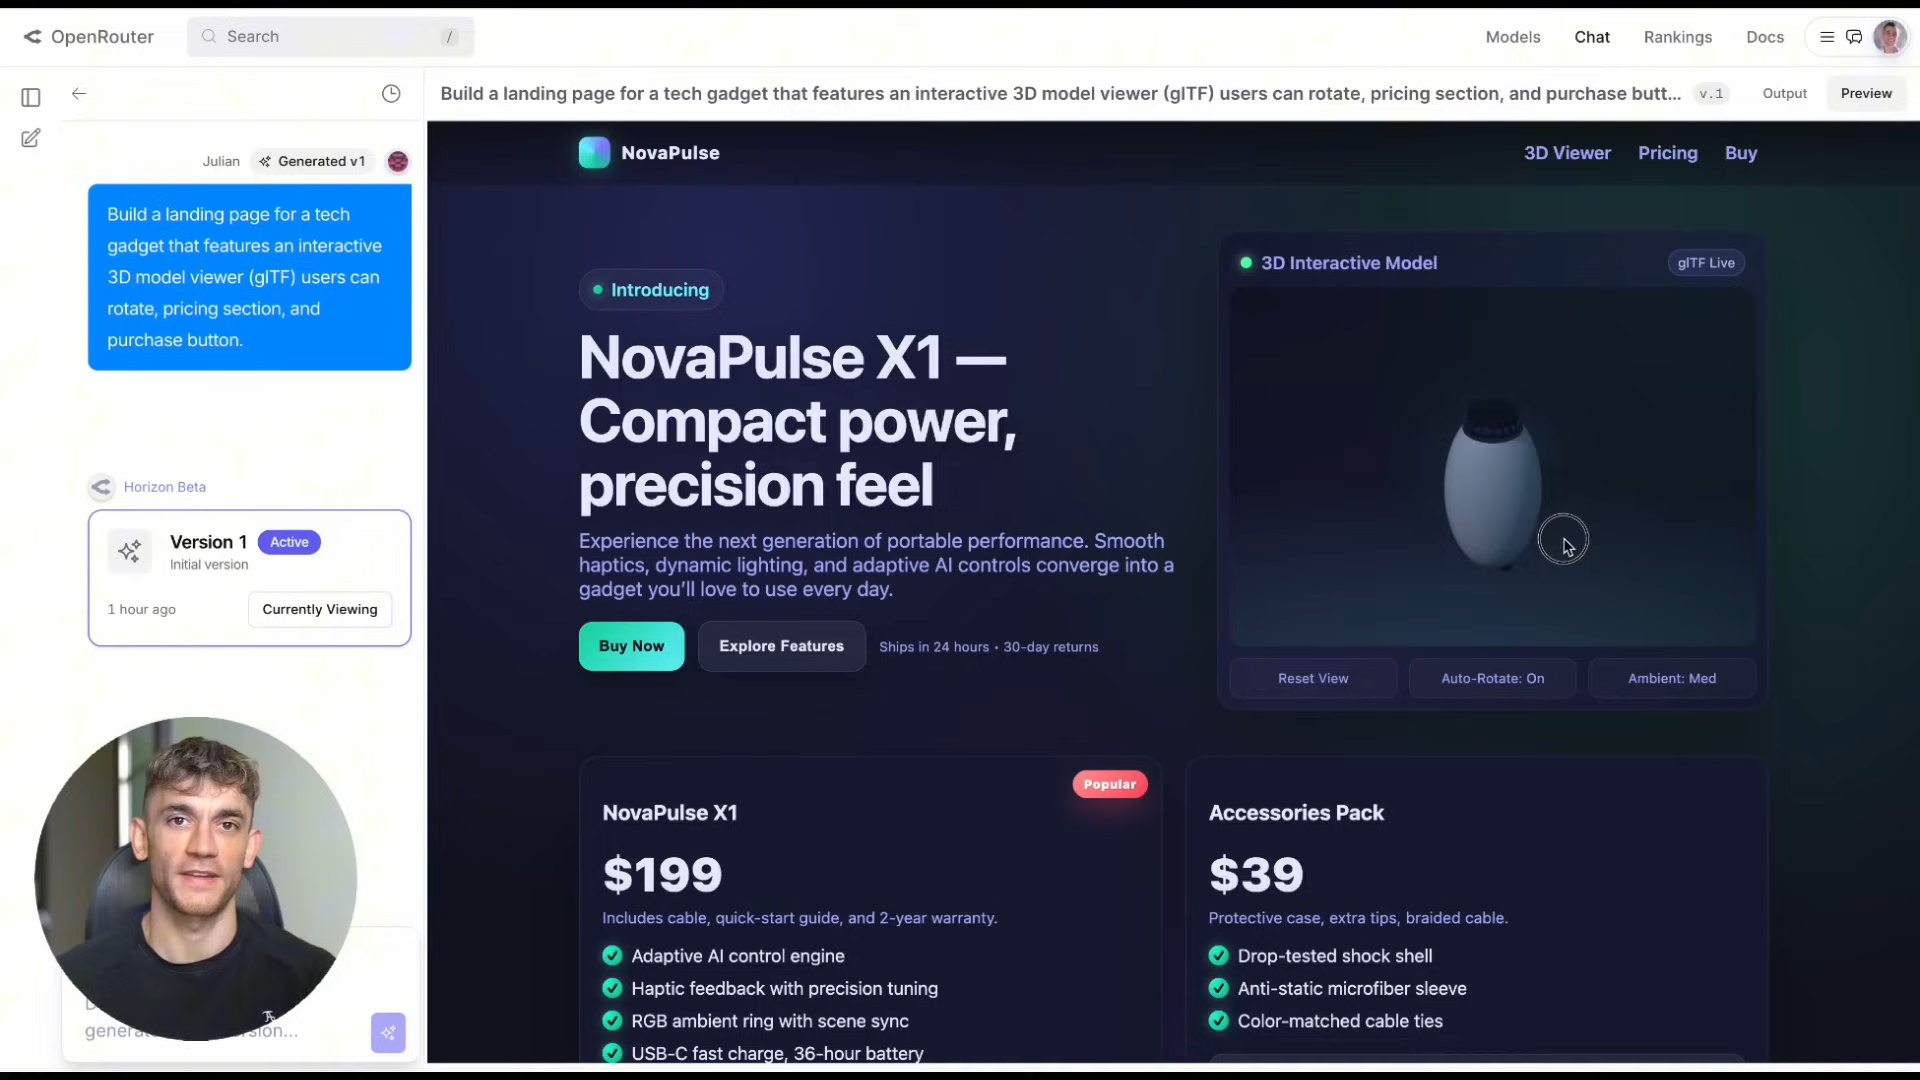 OpenRouter
Search
/
Models
Chat
Rankings
Docs
Build a landing page for a tech gadget that features an interactive 3D model viewer (glTF) users can rotate, pricing section, and purchase butt...
v.1
Output
Preview
Julian
Generated v1
Build a landing page for a tech
gadget that features an interactive
3D model viewer (glTF) users can
rotate, pricing section, and
purchase button.
Horizon Beta
Version 1
Active
Initial version
1 hour ago
Currently Viewing
NovaPulse
3D Viewer
Pricing
Buy
Introducing
NovaPulse X1 —
Compact power,
precision feel
Experience the next generation of portable performance. Smooth
haptics, dynamic lighting, and adaptive AI controls converge into a
gadget you'll love to use every day.
Buy Now
Explore Features
Ships in 24 hours • 30-day returns
3D Interactive Model
glTF Live
Reset View
Auto-Rotate: On
Ambient: Med
Popular
NovaPulse X1
$199
Includes cable, quick-start guide, and 2-year warranty.
Adaptive AI control engine
Haptic feedback with precision tuning
RGB ambient ring with scene sync
USB-C fast charge, 36-hour battery
Accessories Pack
$39
Protective case, extra tips, braided cable.
Drop-tested shock shell
Anti-static microfiber sleeve
Color-matched cable ties